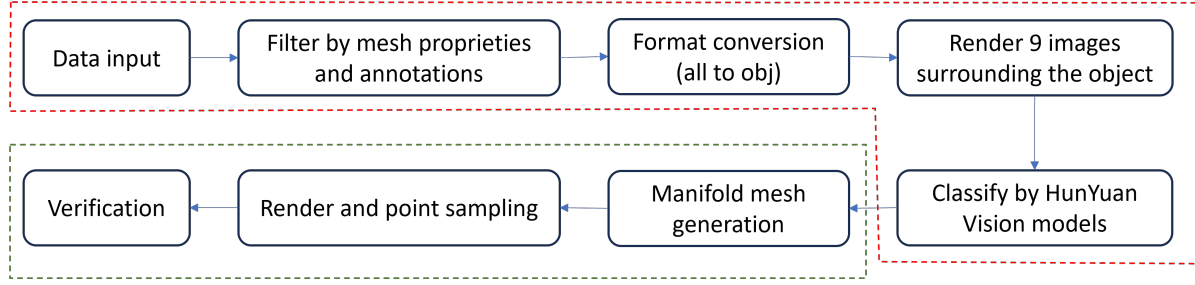 Data input
Filter by mesh proprieties
and annotations
Format conversion
(all to obj)
Render 9 images
surrounding the object
Classify by HunYuan
Vision models
Manifold mesh
generation
Render and point sampling
Verification